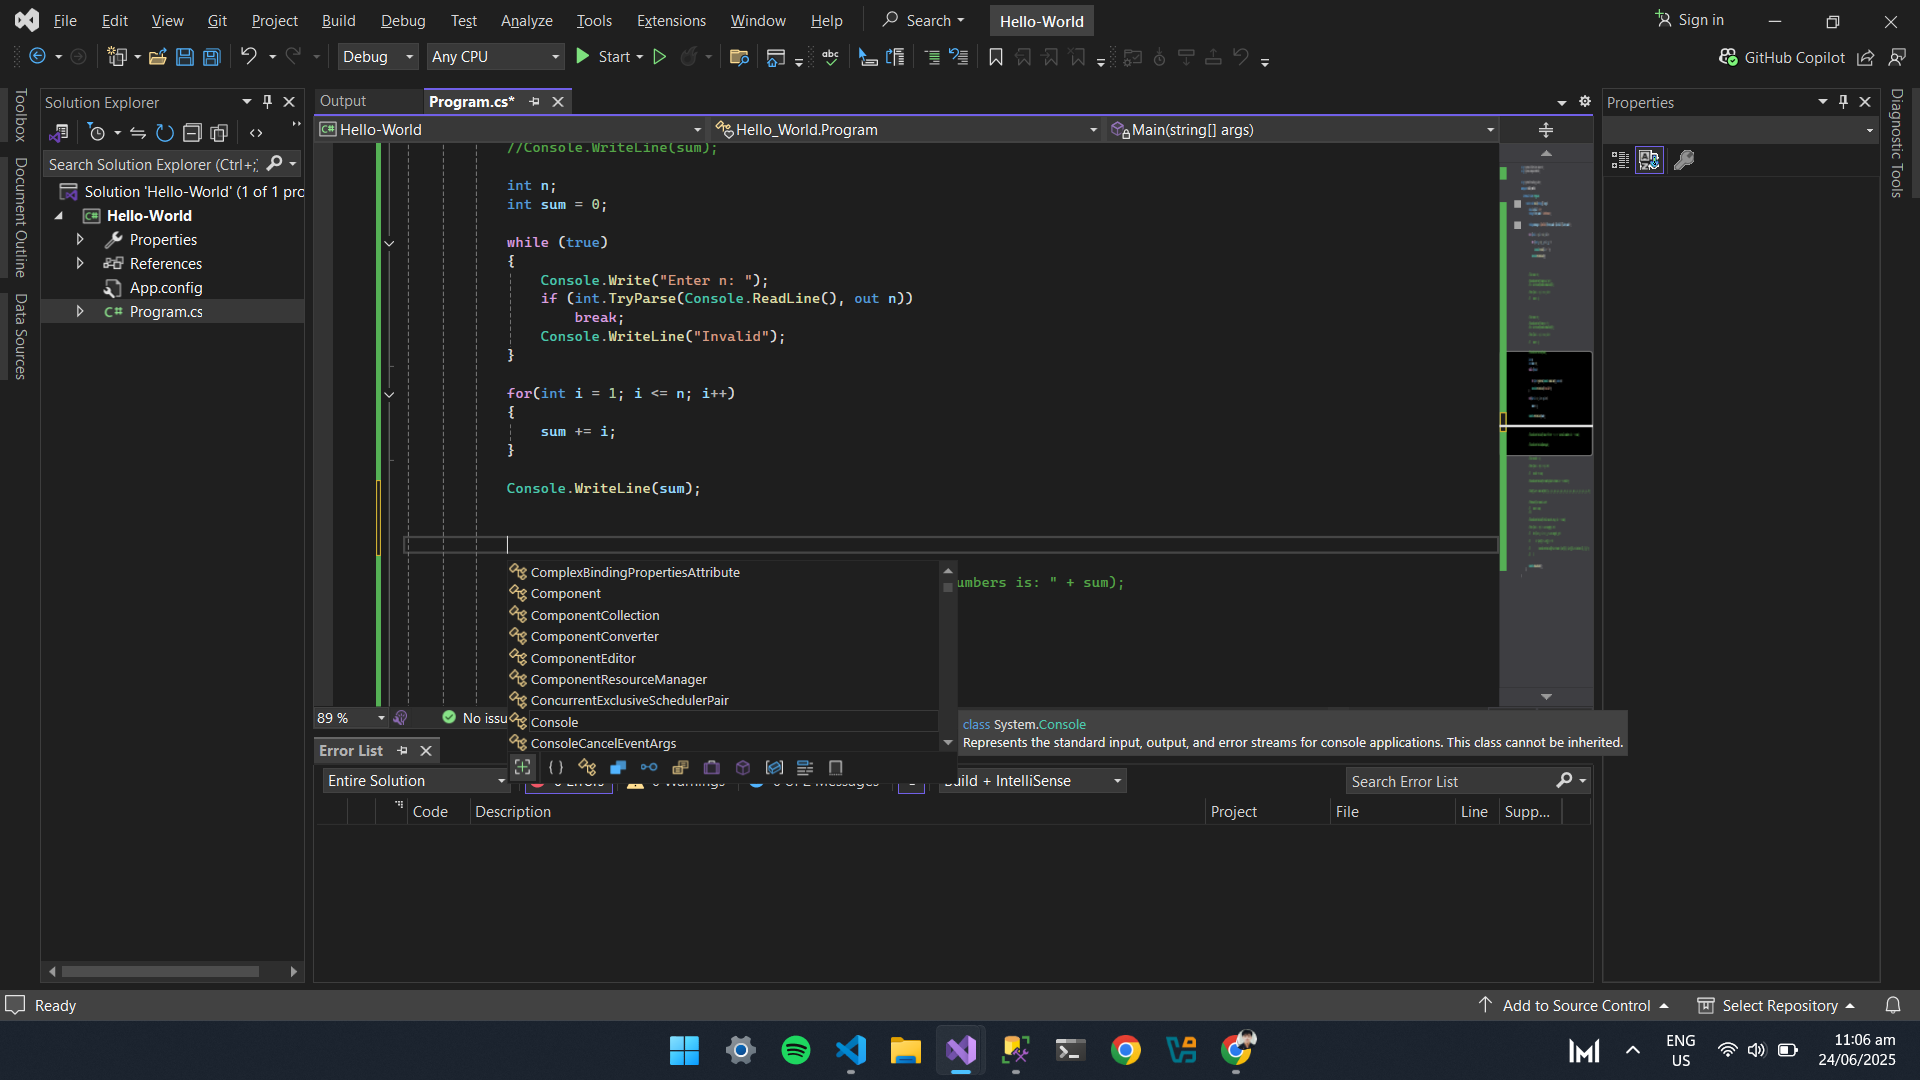 File Edit View Git Project Build Debug Test Analyze Tools Extensions Window Help Search Hello-World Sign in
Debug Any CPU Start GitHub Copilot
Toolbox
Document Outline
Data Sources
Solution Explorer
Search Solution Explorer (Ctrl+;)
Solution 'Hello-World' (1 of 1 pro
Hello-World
Properties
References
App.config
Program.cs
Output Program.cs*
Hello-World Hello_World.Program Main(string[] args)
//Console.WriteLine(sum);
int n;
int sum = 0;
while (true)
{
Console.Write("Enter n: ");
if (int.TryParse(Console.ReadLine(), out n))
break;
Console.WriteLine("Invalid");
}
for(int i = 1; i <= n; i++)
{
sum += i;
}
Console.WriteLine(sum);
umbers is: " + sum);
ComplexBindingPropertiesAttribute
Component
ComponentCollection
ComponentConverter
ComponentEditor
ComponentResourceManager
ConcurrentExclusiveSchedulerPair
Console
ConsoleCancelEventArgs
class System.Console
Represents the standard input, output, and error streams for console applications. This class cannot be inherited.
89 % No issu
Error List
Entire Solution 0 Errors 0 Warnings Build + IntelliSense Search Error List
Code Description Project File Line Supp...
Properties
Diagnostic Tools
Ready Add to Source Control Select Repository
ENG
US
11:06 am
24/06/2025